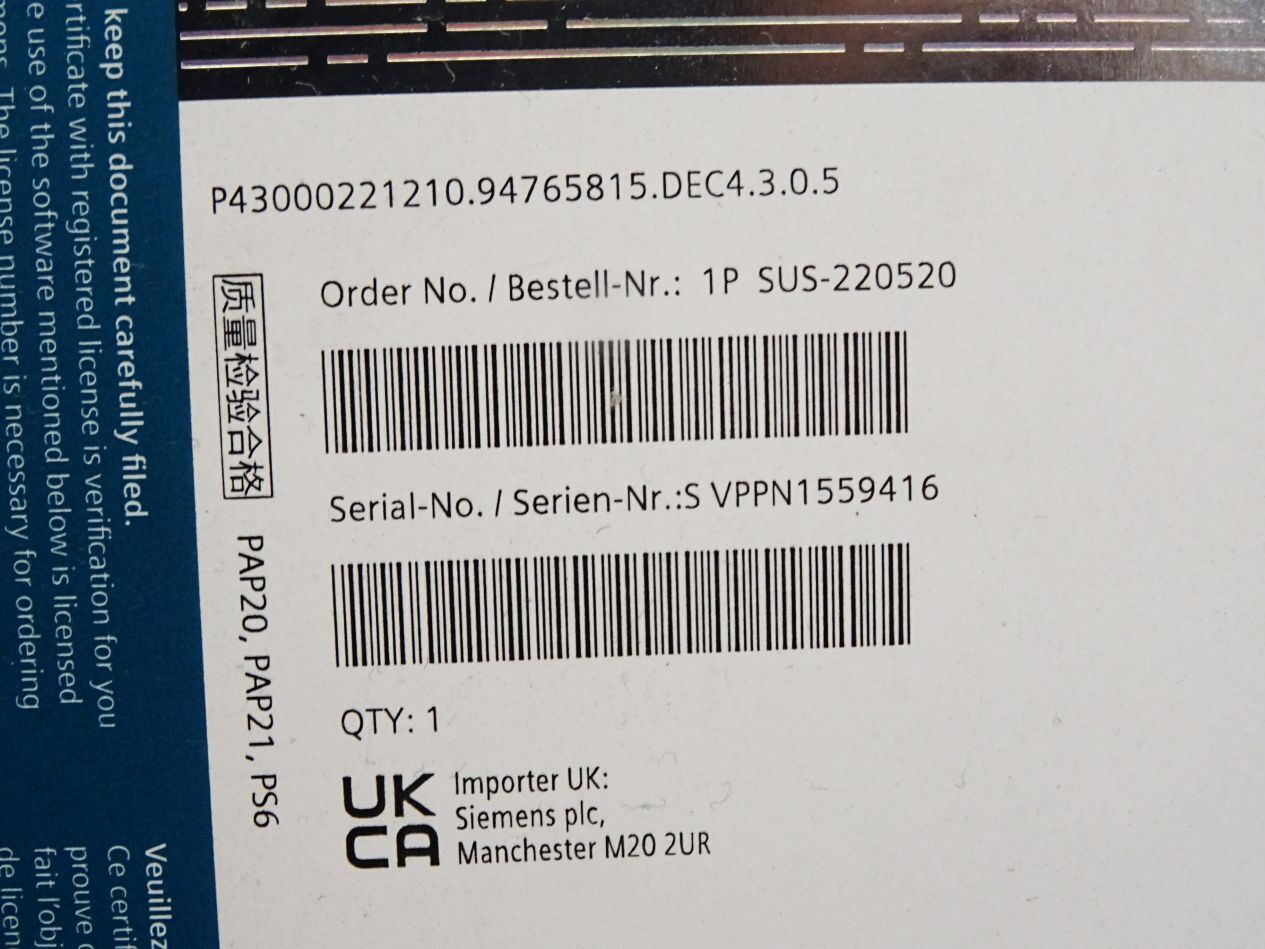 P43000221210.94765815.DEC4.3.0.5
Order No. / Bestell-Nr.: 1P SUS-220520
Serial-No. / Serien-Nr.:S VPPN1559416
QTY: 1
UK
CA
Importer UK:
Siemens plc,
Manchester M20 2UR
质量检验合格
PAP20, PAP21, PS6
keep this document carefully filed.
with registered license is verification for you
use of the software mentioned below is licensed
The license number is necessary for ordering
Veuillez
Ce
prouve
fait l'obj
de